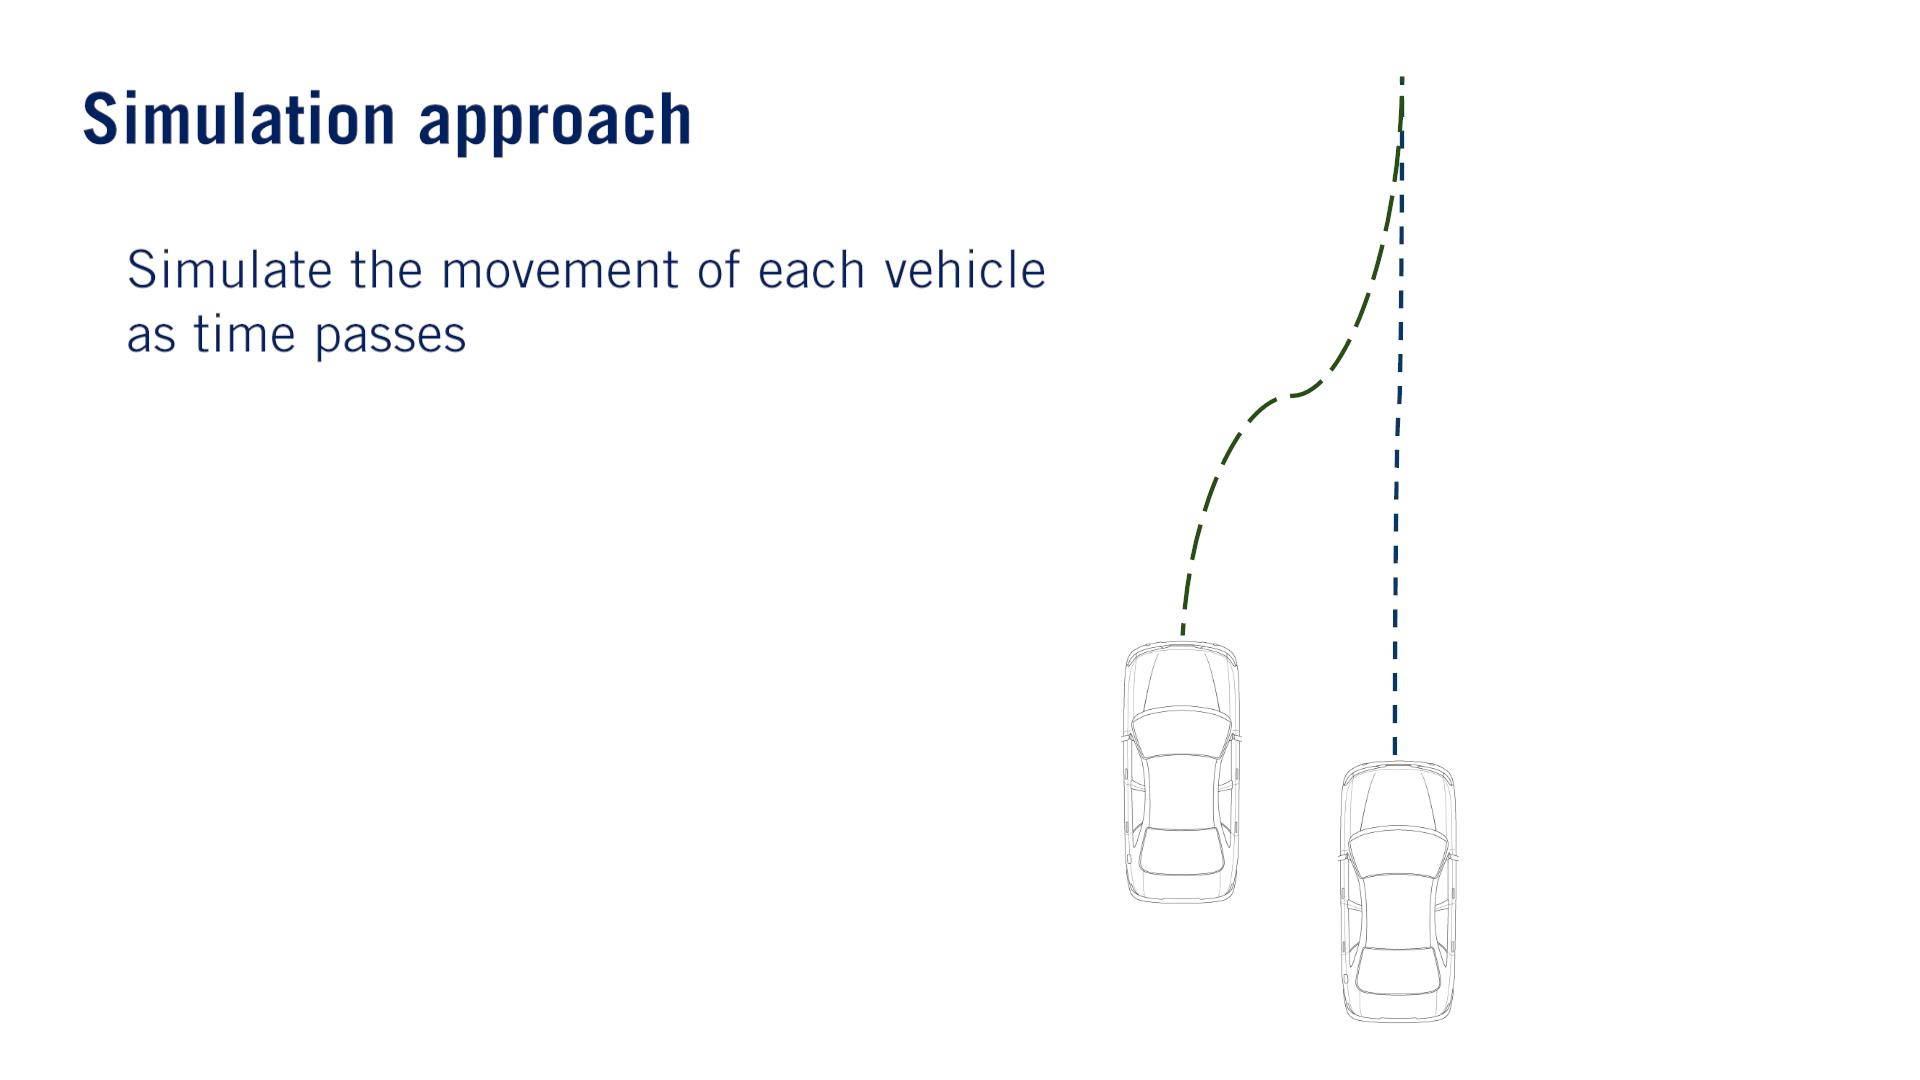 Simulation approach
Simulate the movement of each vehicle
as time passes